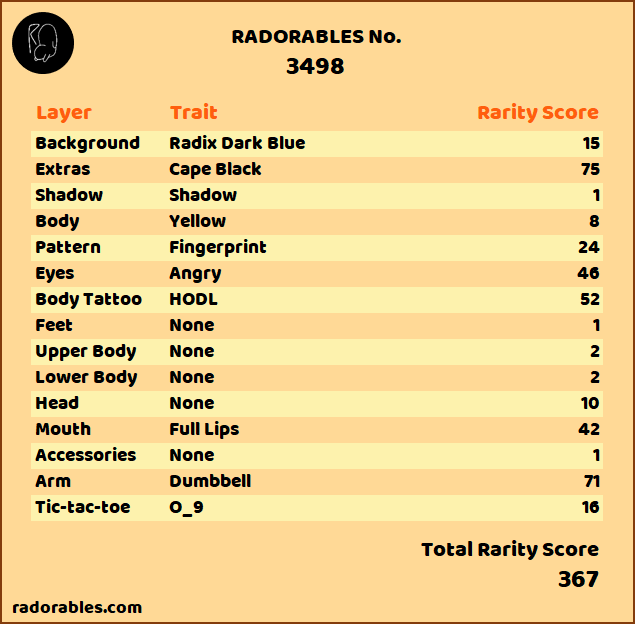 RADORABLES No.
3498
Layer Trait Rarity Score
Background Radix Dark Blue 15
Extras Cape Black 75
Shadow Shadow 1
Body Yellow 8
Pattern Fingerprint 24
Eyes Angry 46
Body Tattoo HODL 52
Feet None 1
Upper Body None 2
Lower Body None 2
Head None 10
Mouth Full Lips 42
Accessories None 1
Arm Dumbbell 71
Tic-tac-toe O_9 16
Total Rarity Score
367
radorables.com